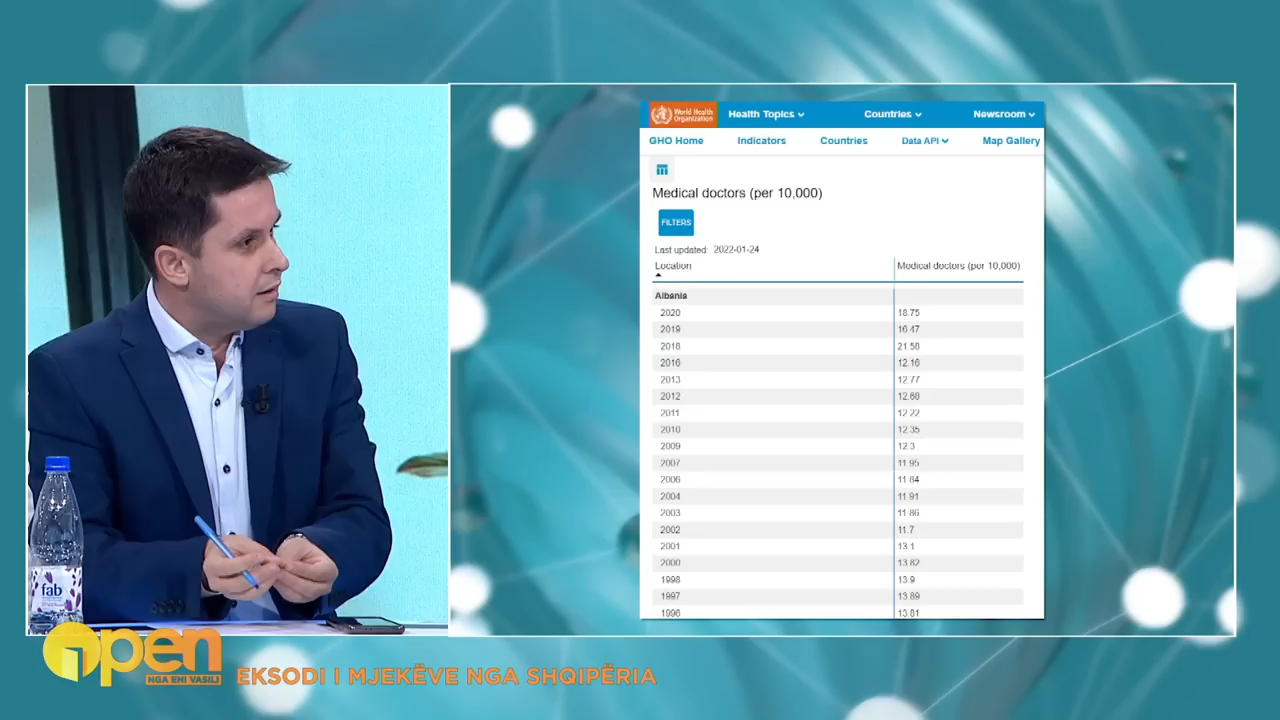 World Health
Organization
Health Topics
Countries
Newsroom
GHO Home
Indicators
Countries
Data API
Map Gallery
Medical doctors (per 10,000)
FILTERS
Last updated: 2022-01-24
Location
Medical doctors (per 10,000)
Albania
2020 18.75
2019 16.47
2018 21.58
2016 12.16
2013 12.77
2012 12.68
2011 12.22
2010 12.35
2009 12.3
2007 11.95
2006 11.84
2004 11.91
2003 11.86
2002 11.7
2001 13.1
2000 13.82
1998 13.9
1997 13.89
1996 13.81
fab
open
NGA ENI VASILI
EKSODI I MJEKËVE NGA SHQIPËRIA